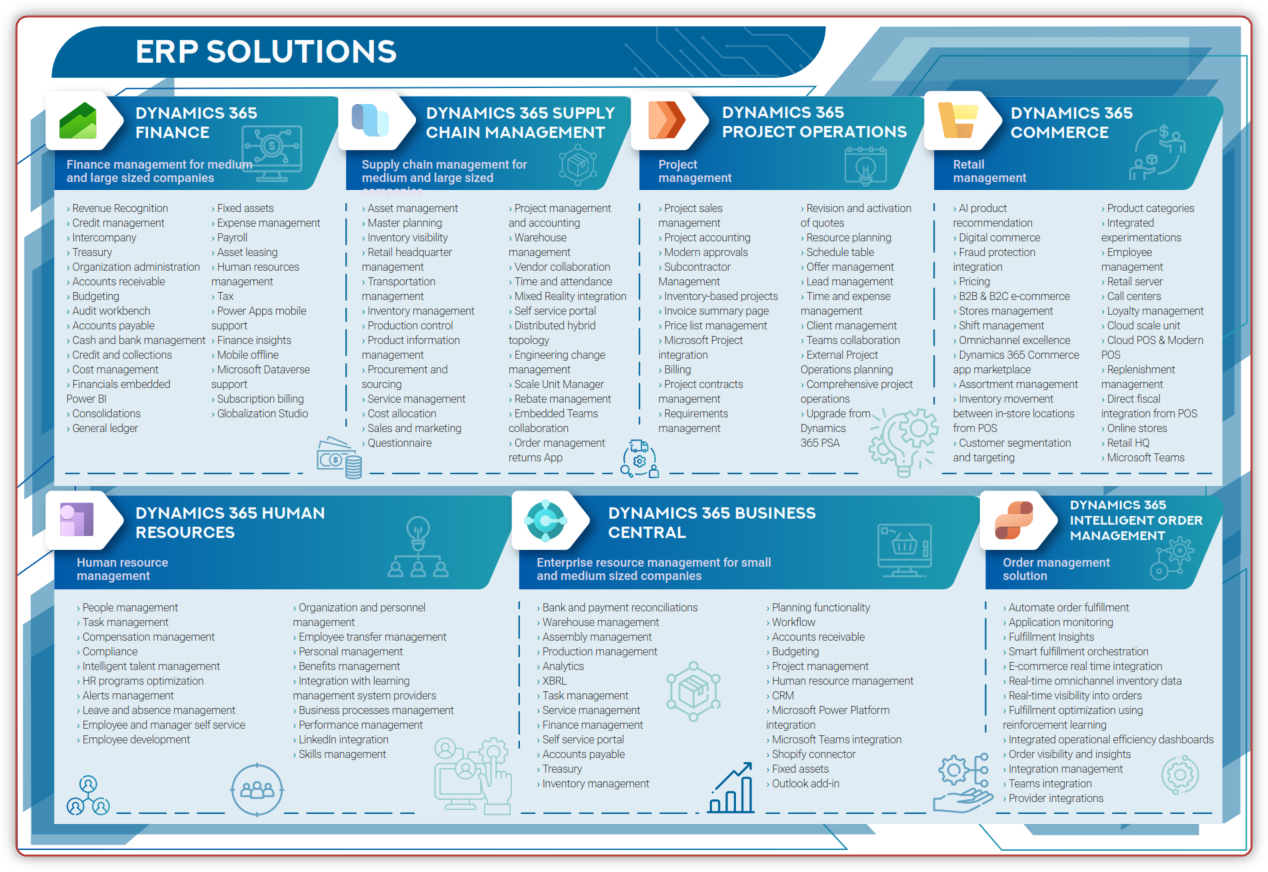 ERP SOLUTIONS
DYNAMICS 365
FINANCE
Finance management for medium
and large sized companies
› Revenue Recognition
› Credit management
› Intercompany
› Treasury
› Organization administration
› Accounts receivable
› Budgeting
› Audit workbench
› Accounts payable
› Cash and bank management
› Credit and collections
› Cost management
› Financials embedded
Power BI
› Consolidations
› General ledger
› Fixed assets
› Expense management
› Payroll
› Asset leasing
› Human resources
management
› Tax
› Power Apps mobile
support
› Finance insights
› Mobile offline
› Microsoft Dataverse
support
› Subscription billing
› Globalization Studio
DYNAMICS 365 SUPPLY
CHAIN MANAGEMENT
Supply chain management for
medium and large sized
companies
› Asset management
› Master planning
› Inventory visibility
› Retail headquarter
management
› Transportation
management
› Inventory management
› Production control
› Product information
management
› Procurement and
sourcing
› Service management
› Cost allocation
› Sales and marketing
› Questionnaire
› Project management
and accounting
› Warehouse
management
› Vendor collaboration
› Time and attendance
› Mixed Reality integration
› Self service portal
› Distributed hybrid
topology
› Engineering change
management
› Scale Unit Manager
› Rebate management
› Embedded Teams
collaboration
› Order management
returns App
DYNAMICS 365
PROJECT OPERATIONS
Project
management
› Project sales
management
› Project accounting
› Modern approvals
› Subcontractor
Management
› Inventory-based projects
› Invoice summary page
› Price list management
› Microsoft Project
integration
› Billing
› Project contracts
management
› Requirements
management
› Revision and activation
of quotes
› Resource planning
› Schedule table
› Offer management
› Lead management
› Time and expense
management
› Client management
› Teams collaboration
› External Project
Operations planning
› Comprehensive project
operations
› Upgrade from
Dynamics
365 PSA
DYNAMICS 365
COMMERCE
Retail
management
› AI product
recommendation
› Digital commerce
› Fraud protection
integration
› Pricing
› B2B & B2C e-commerce
› Stores management
› Shift management
› Omnichannel excellence
› Dynamics 365 Commerce
app marketplace
› Assortment management
› Inventory movement
between in-store locations
from POS
› Customer segmentation
and targeting
› Product categories
› Integrated
experimentations
› Employee
management
› Retail server
› Call centers
› Loyalty management
› Cloud scale unit
› Cloud POS & Modern
POS
› Replenishment
management
› Direct fiscal
integration from POS
› Online stores
› Retail HQ
› Microsoft Teams
DYNAMICS 365 HUMAN
RESOURCES
Human resource
management
› People management
› Task management
› Compensation management
› Compliance
› Intelligent talent management
› HR programs optimization
› Alerts management
› Leave and absence management
› Employee and manager self service
› Employee development
› Organization and personnel
management
› Employee transfer management
› Personal management
› Benefits management
› Integration with learning
management system providers
› Business processes management
› Performance management
› LinkedIn integration
› Skills management
DYNAMICS 365 BUSINESS
CENTRAL
Enterprise resource management for small
and medium sized companies
› Bank and payment reconciliations
› Warehouse management
› Assembly management
› Production management
› Analytics
› XBRL
› Task management
› Service management
› Finance management
› Self service portal
› Accounts payable
› Treasury
› Inventory management
› Planning functionality
› Workflow
› Accounts receivable
› Budgeting
› Project management
› Human resource management
› CRM
› Microsoft Power Platform
integration
› Microsoft Teams integration
› Shopify connector
› Fixed assets
› Outlook add-in
DYNAMICS 365
INTELLIGENT ORDER
MANAGEMENT
Order management
solution
› Automate order fulfillment
› Application monitoring
› Fulfillment Insights
› Smart fulfillment orchestration
› E-commerce real time integration
› Real-time omnichannel inventory data
› Real-time visibility into orders
› Fulfillment optimization using
reinforcement learning
› Integrated operational efficiency dashboards
› Order visibility and insights
› Integration management
› Teams integration
› Provider integrations